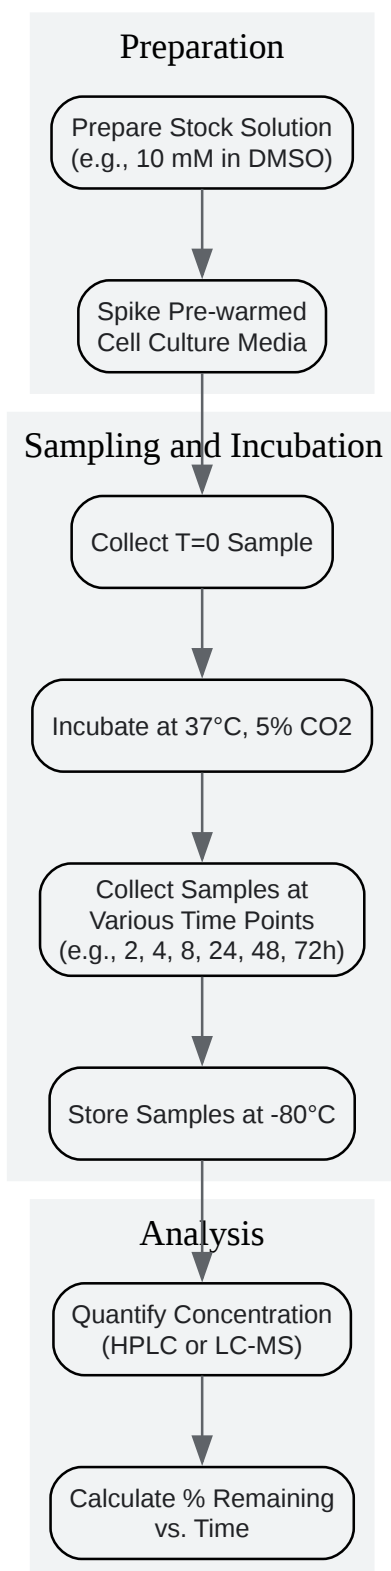 Preparation
Prepare Stock Solution
(e.g., 10 mM in DMSO)
Spike Pre-warmed
Cell Culture Media
Sampling and Incubation
Collect T=0 Sample
Incubate at 37°C, 5% CO2
Collect Samples at
Various Time Points
(e.g., 2, 4, 8, 24, 48, 72h)
Store Samples at -80°C
Analysis
Quantify Concentration
(HPLC or LC-MS)
Calculate % Remaining
vs. Time